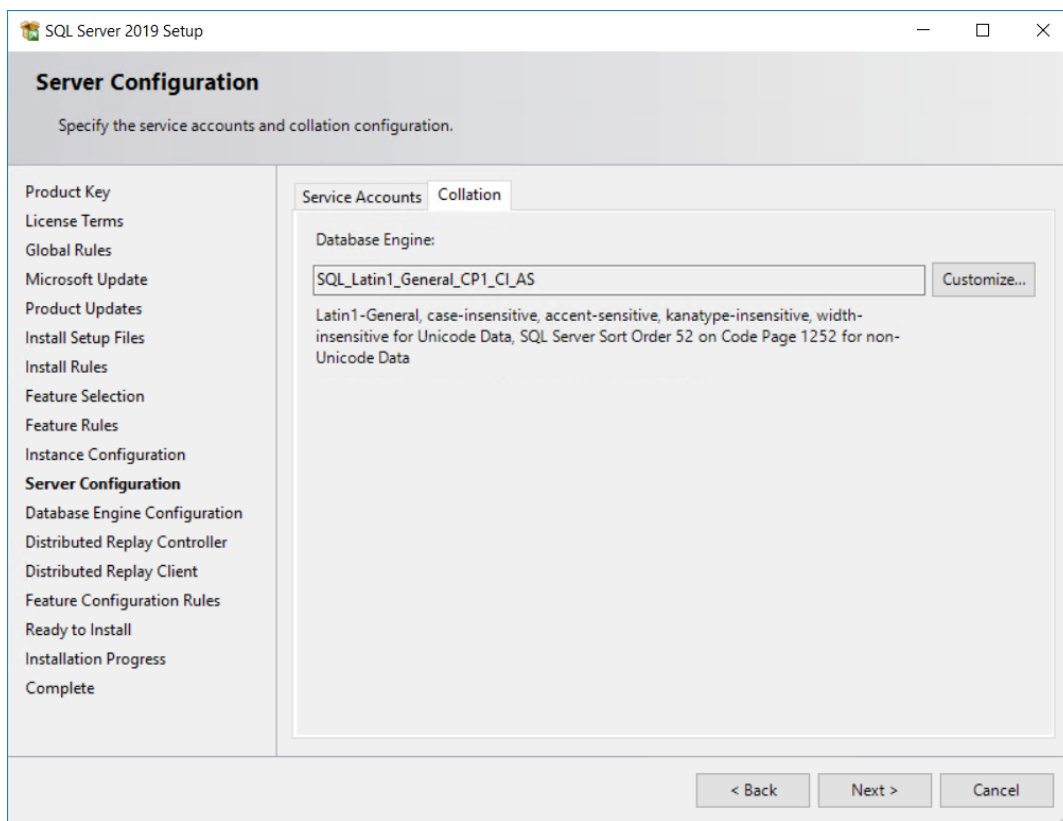 SQL Server 2019 Setup
Server Configuration
Specify the service accounts and collation configuration.
Product Key
License Terms
Global Rules
Microsoft Update
Product Updates
Install Setup Files
Install Rules
Feature Selection
Feature Rules
Instance Configuration
Server Configuration
Database Engine Configuration
Distributed Replay Controller
Distributed Replay Client
Feature Configuration Rules
Ready to Install
Installation Progress
Complete
Service Accounts Collation
Database Engine:
SQL_Latin1_General_CP1_CI_AS Customize...
Latin1-General, case-insensitive, accent-sensitive, kanatype-insensitive, width-
insensitive for Unicode Data, SQL Server Sort Order 52 on Code Page 1252 for non-
Unicode Data
< Back Next > Cancel